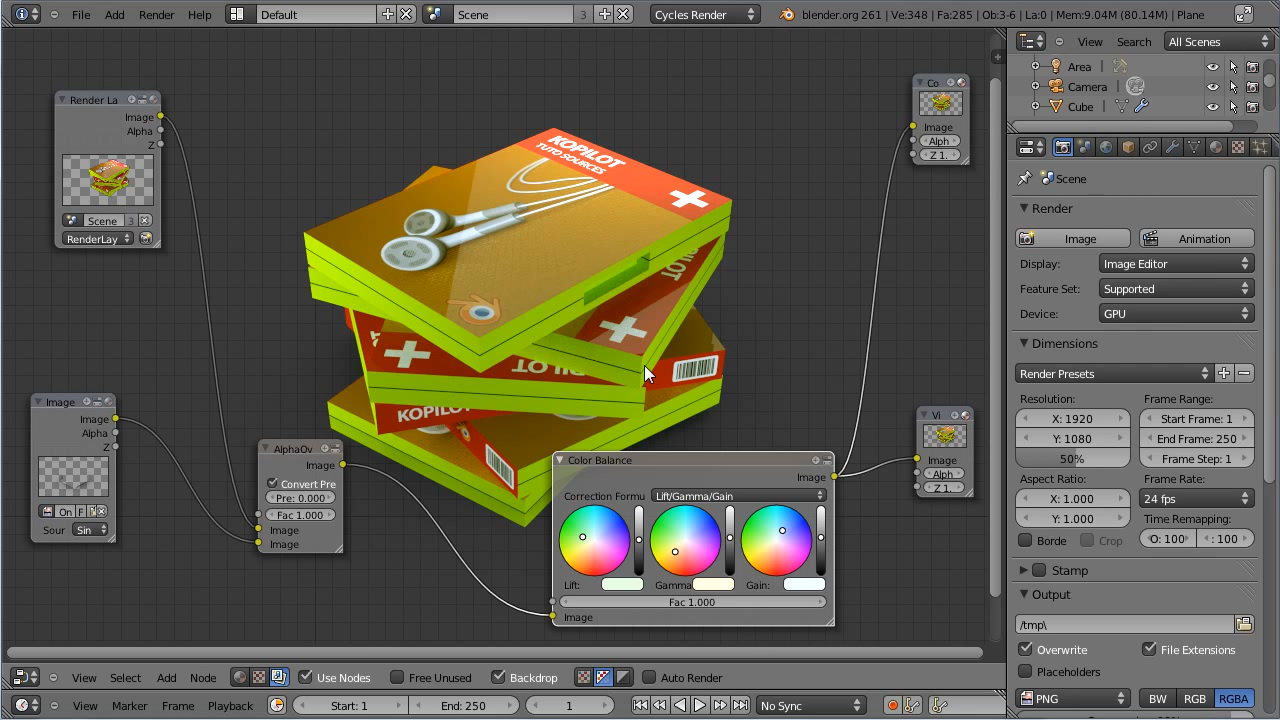 File Add Render Help Default Scene 3 Cycles Render blender.org 261 | Ve:348 | Fa:285 | Ob:3-6 | La:0 | Mem:9.04M (80.14M) | Plane
View Search All Scenes
Area
Camera
Cube
Scene
Render
Image Animation
Display: Image Editor
Feature Set: Supported
Device: GPU
Dimensions
Render Presets
Resolution: Frame Range:
X: 1920 Start Frame: 1
Y: 1080 End Frame: 250
50% Frame Step: 1
Aspect Ratio: Frame Rate:
X: 1.000 24 fps
Y: 1.000 Time Remapping:
Borde Crop O: 100 : 100
Stamp
Output
/tmp\
Overwrite File Extensions
Placeholders
PNG BW RGB RGBA
Render La
Image
Alpha
Z
Scene 3
RenderLay
Image
Image
Alpha
Z
On F
Sour Sin
AlphaOv
Image
Convert Pre
Pre: 0.000
Fac 1.000
Image
Image
KOPILOT
TUTO SOURCES
PILOT
KOPILOT
Color Balance
Image
Correction Formu Lift/Gamma/Gain
Lift: Gamma Gain:
Fac 1.000
Image
Co
Image
Alph
Z 1.
Vi
Image
Alph
Z 1.
View Select Add Node Use Nodes Free Unused Backdrop Auto Render
View Marker Frame Playback Start: 1 End: 250 1 No Sync